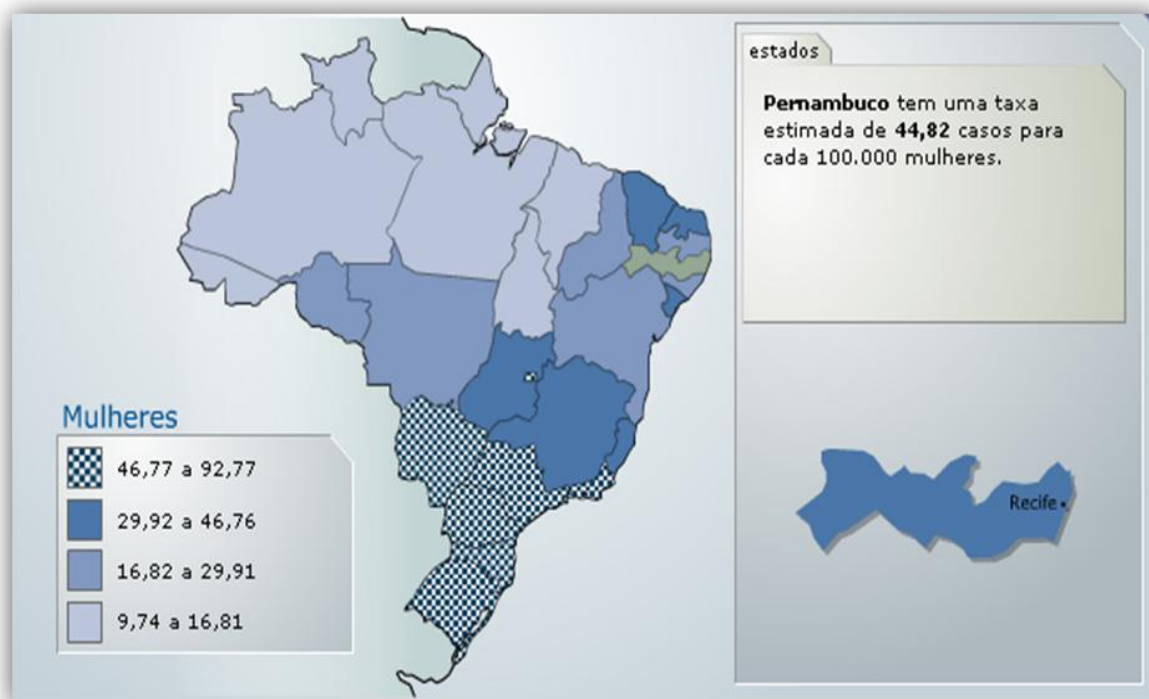 estados
Pernambuco tem uma taxa
estimada de 44,82 casos para
cada 100.000 mulheres.
Mulheres
46,77 a 92,77
29,92 a 46,76
16,82 a 29,91
9,74 a 16,81
Recife